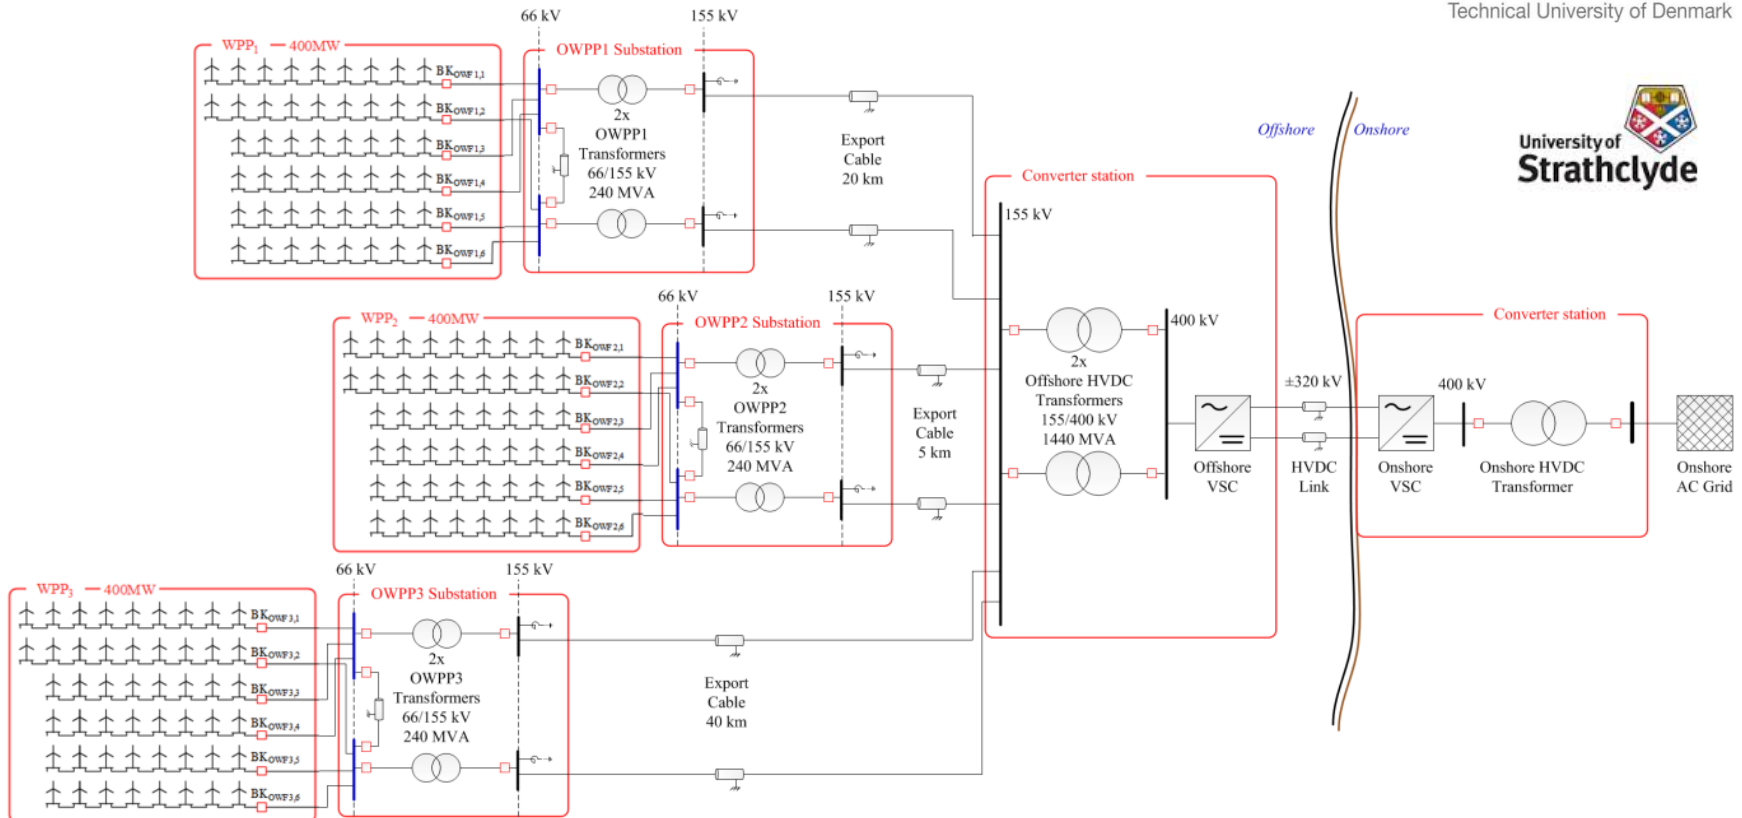 Technical University of Denmark
66 kV
155 kV
WPP1 400MW
OWPP1 Substation
BKOWF1,1
BKOWF1,2
BKOWF1,3
BKOWF1,4
BKOWF1,5
BKOWF1,6
2x
OWPP1
Transformers
66/155 kV
240 MVA
Export
Cable
20 km
Offshore
Onshore
University of
Strathclyde
66 kV
155 kV
WPP2 400MW
OWPP2 Substation
BKOWF2,1
BKOWF2,2
BKOWF2,3
BKOWF2,4
BKOWF2,5
BKOWF2,6
2x
OWPP2
Transformers
66/155 kV
240 MVA
Export
Cable
5 km
Converter station
155 kV
400 kV
2x
Offshore HVDC
Transformers
155/400 kV
1440 MVA
Offshore
VSC
±320 kV
HVDC
Link
Converter station
400 kV
Onshore
VSC
Onshore HVDC
Transformer
Onshore
AC Grid
66 kV
155 kV
WPP3 400MW
OWPP3 Substation
BKOWF3,1
BKOWF3,2
BKOWF3,3
BKOWF3,4
BKOWF3,5
BKOWF3,6
2x
OWPP3
Transformers
66/155 kV
240 MVA
Export
Cable
40 km